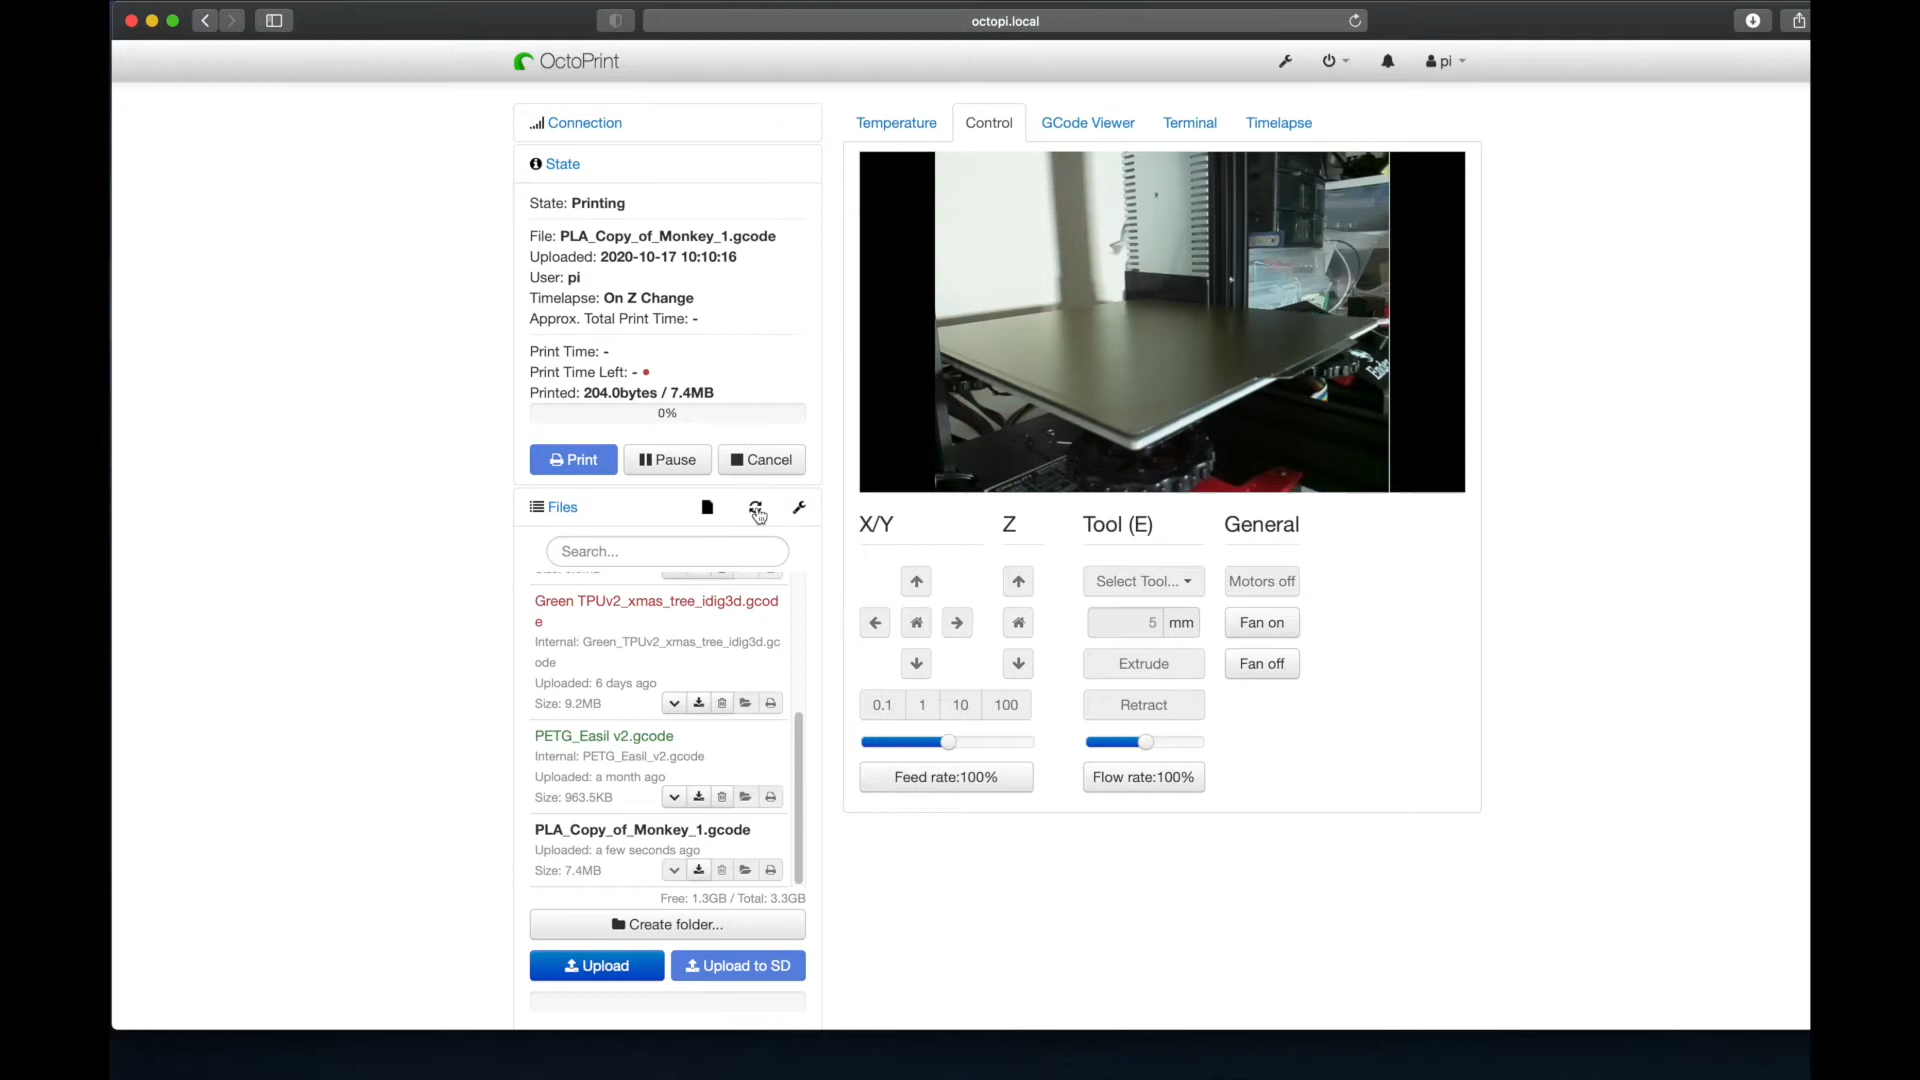 octopi.local
OctoPrint
pi
Connection
State
State: Printing
File: PLA_Copy_of_Monkey_1.gcode
Uploaded: 2020-10-17 10:10:16
User: pi
Timelapse: On Z Change
Approx. Total Print Time: -
Print Time: -
Print Time Left: -
Printed: 204.0bytes / 7.4MB
0%
Print Pause Cancel
Files
Search...
Green TPUv2_xmas_tree_idig3d.gcod
e
Internal: Green_TPUv2_xmas_tree_idig3d.gc
ode
Uploaded: 6 days ago
Size: 9.2MB
PETG_Easil v2.gcode
Internal: PETG_Easil_v2.gcode
Uploaded: a month ago
Size: 963.5KB
PLA_Copy_of_Monkey_1.gcode
Uploaded: a few seconds ago
Size: 7.4MB
Free: 1.3GB / Total: 3.3GB
Create folder...
Upload Upload to SD
Temperature Control GCode Viewer Terminal Timelapse
X/Y Z Tool (E) General
Select Tool... Motors off
5 mm Fan on
Extrude Fan off
0.1 1 10 100 Retract
Feed rate:100% Flow rate:100%